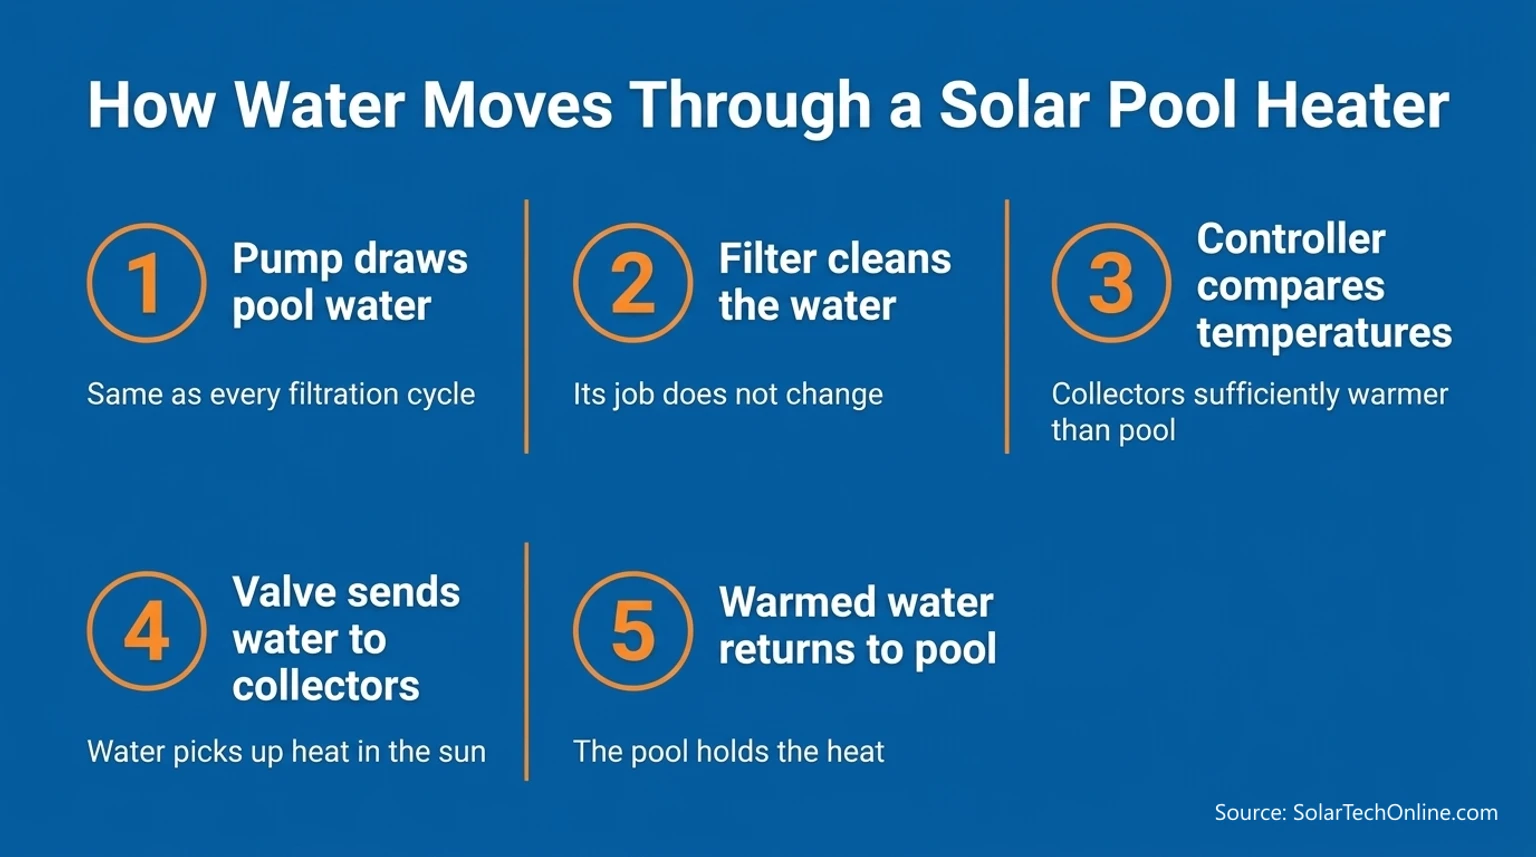 How Water Moves Through a Solar Pool Heater
1
Pump draws
pool water
Same as every filtration cycle
2
Filter cleans
the water
Its job does not change
3
Controller
compares
temperatures
Collectors sufficiently warmer
than pool
4
Valve sends
water to
collectors
Water picks up heat in the sun
5
Warmed water
returns to pool
The pool holds the heat
Source: SolarTechOnline.com